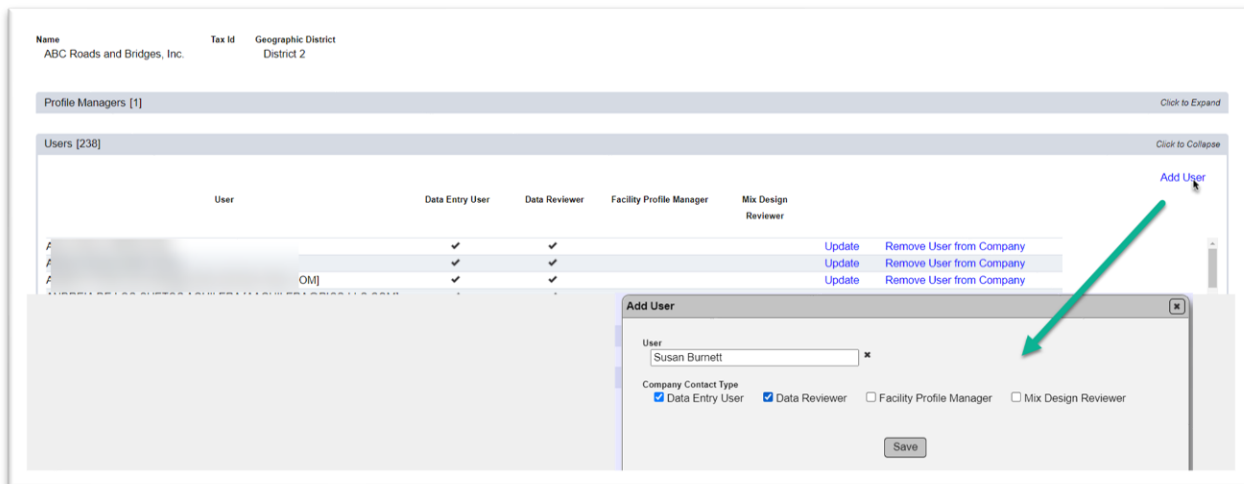 Name Tax Id Geographic District
ABC Roads and Bridges, Inc. District 2
Profile Managers [1] Click to Expand
Users [238] Click to Collapse
Add User
User Data Entry User Data Reviewer Facility Profile Manager Mix Design
Reviewer
A ✔ ✔ Update Remove User from Company
A ✔ ✔ Update Remove User from Company
A OM] ✔ ✔ Update Remove User from Company
Add User
User
Susan Burnett
Company Contact Type
Data Entry User Data Reviewer Facility Profile Manager Mix Design Reviewer
Save